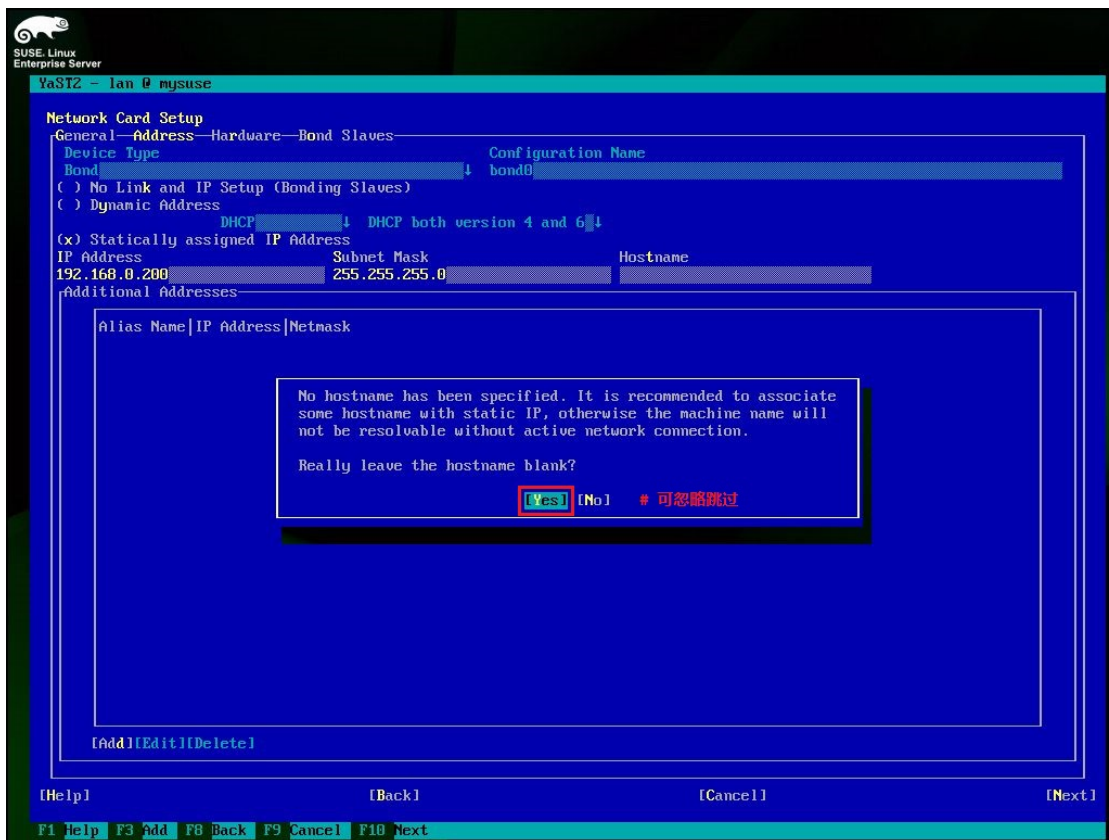 SUSE. Linux
Enterprise Server
YaST2 - lan @ mysuse
Network Card Setup
General Address Hardware Bond Slaves
Device Type Configuration Name
Bond ↓ bond0
( ) No Link and IP Setup (Bonding Slaves)
( ) Dynamic Address
DHCP ↓ DHCP both version 4 and 6 ↓
(x) Statically assigned IP Address
IP Address Subnet Mask Hostname
192.168.0.200 255.255.255.0
Additional Addresses
Alias Name|IP Address|Netmask
No hostname has been specified. It is recommended to associate
some hostname with static IP, otherwise the machine name will
not be resolvable without active network connection.
Really leave the hostname blank?
[Yes] [No] # 可忽略跳过
[Add][Edit][Delete]
[Help] [Back] [Cancel] [Next]
F1 Help F3 Add F8 Back F9 Cancel F10 Next